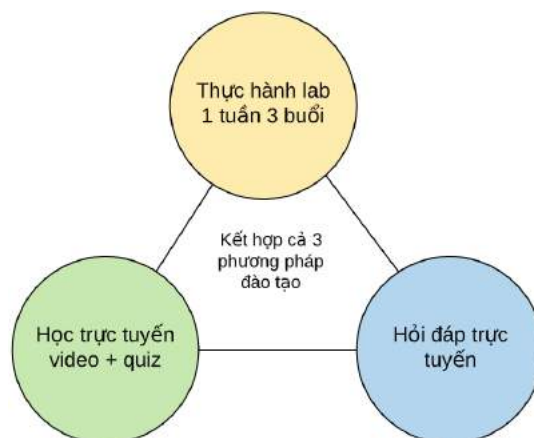 Thực hành lab
1 tuần 3 buổi
Kết hợp cả 3
phương pháp
đào tạo
Học trực tuyến
video + quiz
Hỏi đáp trực
tuyến